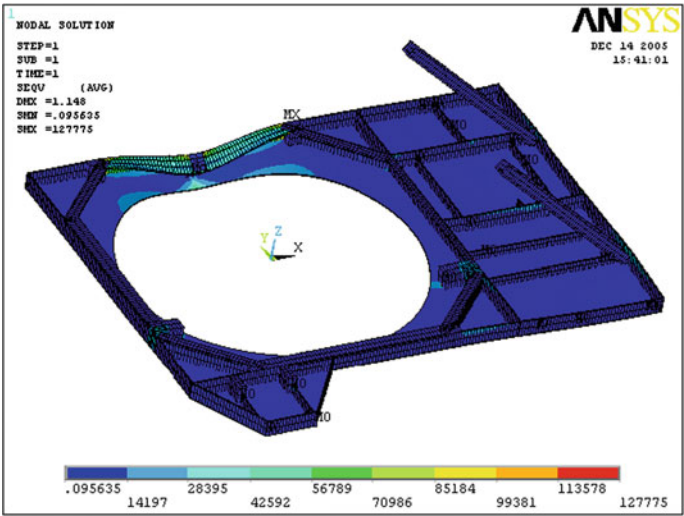 1
NODAL SOLUTION
STEP=1
SUB =1
TIME=1
SEQV (AVG)
DMX =1.148
SMN =.095635
SMX =127775
ANSYS
DEC 14 2005
15:41:01
MX
Y
Z
X
.095635
14197
28395
42592
56789
70986
85184
99381
113578
127775